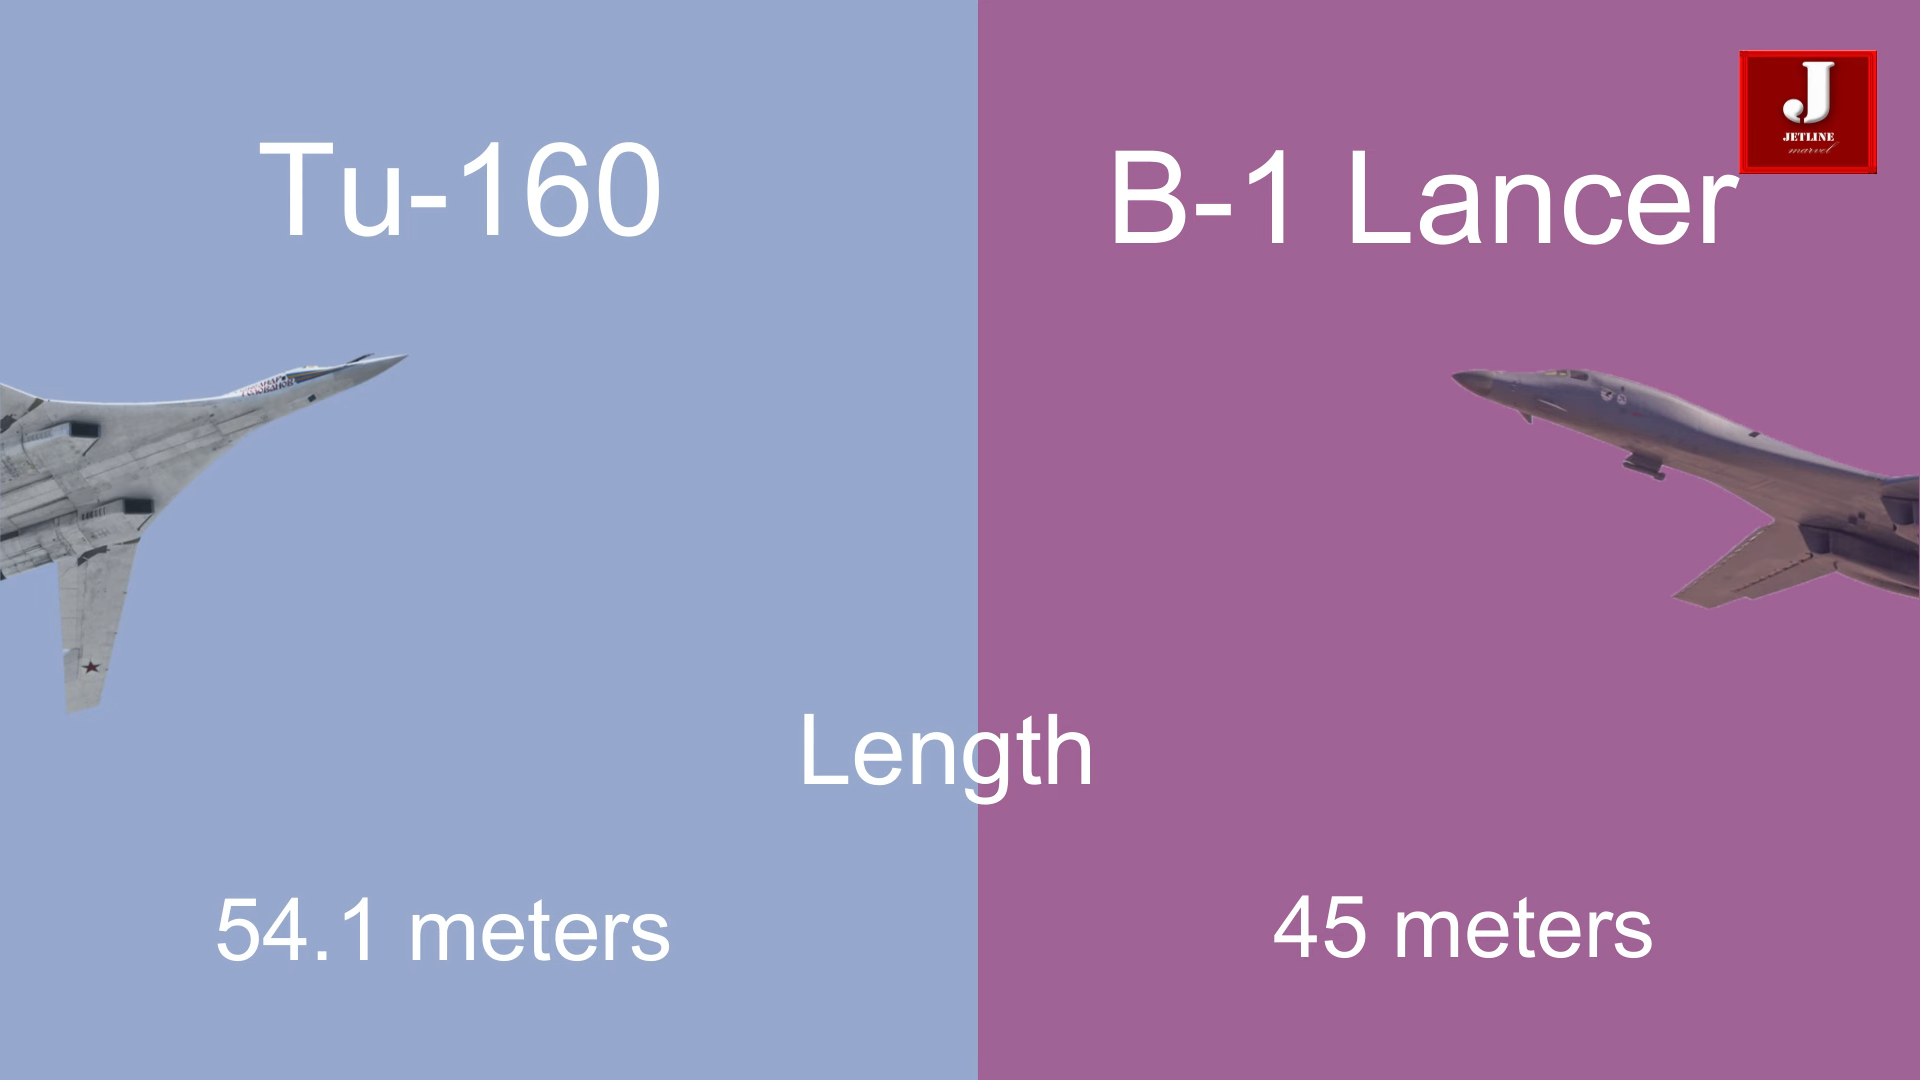 Tu-160
B-1 Lancer
J
JETLINE
marvel
Length
54.1 meters
45 meters